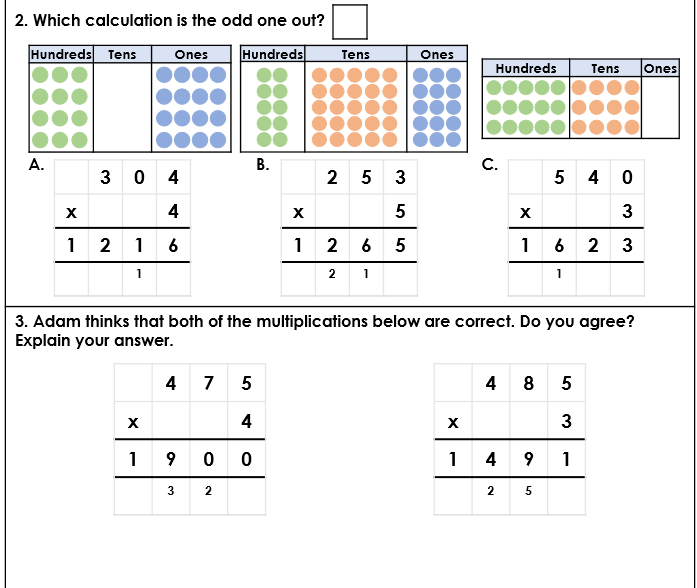 2. Which calculation is the odd one out?
Hundreds Tens Ones
Hundreds Tens Ones
Hundreds Tens Ones
A.
3 0 4
x 4
1 2 1 6
1
B.
2 5 3
x 5
1 2 6 5
2 1
C.
5 4 0
x 3
1 6 2 3
1
3. Adam thinks that both of the multiplications below are correct. Do you agree?
Explain your answer.
4 7 5
x 4
1 9 0 0
3 2
4 8 5
x 3
1 4 9 1
2 5